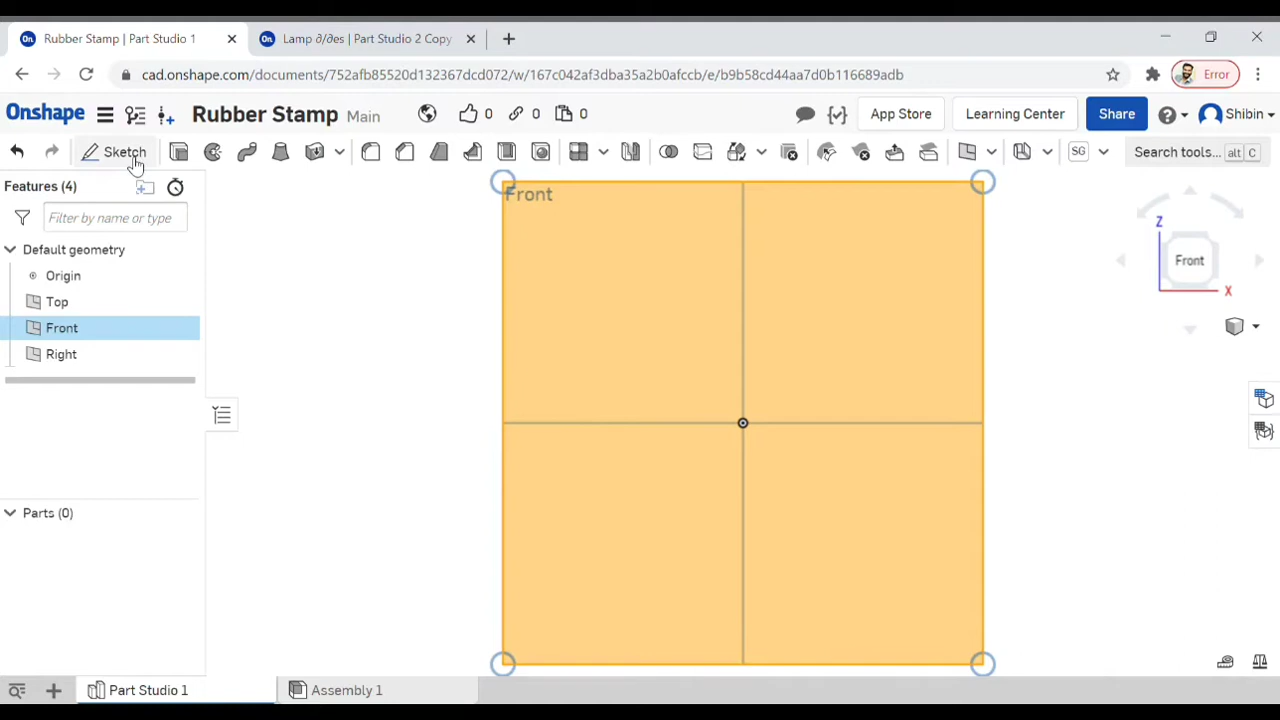 Rubber Stamp | Part Studio 1
Lamp ∂/∂es | Part Studio 2 Copy
cad.onshape.com/documents/752afb85520d132367dcd072/w/167c042af3dba35a2b0afccb/e/b9b58cd44aa7d0b116689adb
Error
Onshape
Rubber Stamp Main
0
0
0
App Store
Learning Center
Share
Shibin
Sketch
SG
Search tools... alt C
Features (4)
Filter by name or type
Default geometry
Origin
Top
Front
Right
Parts (0)
Front
Z
Front
X
Part Studio 1
Assembly 1